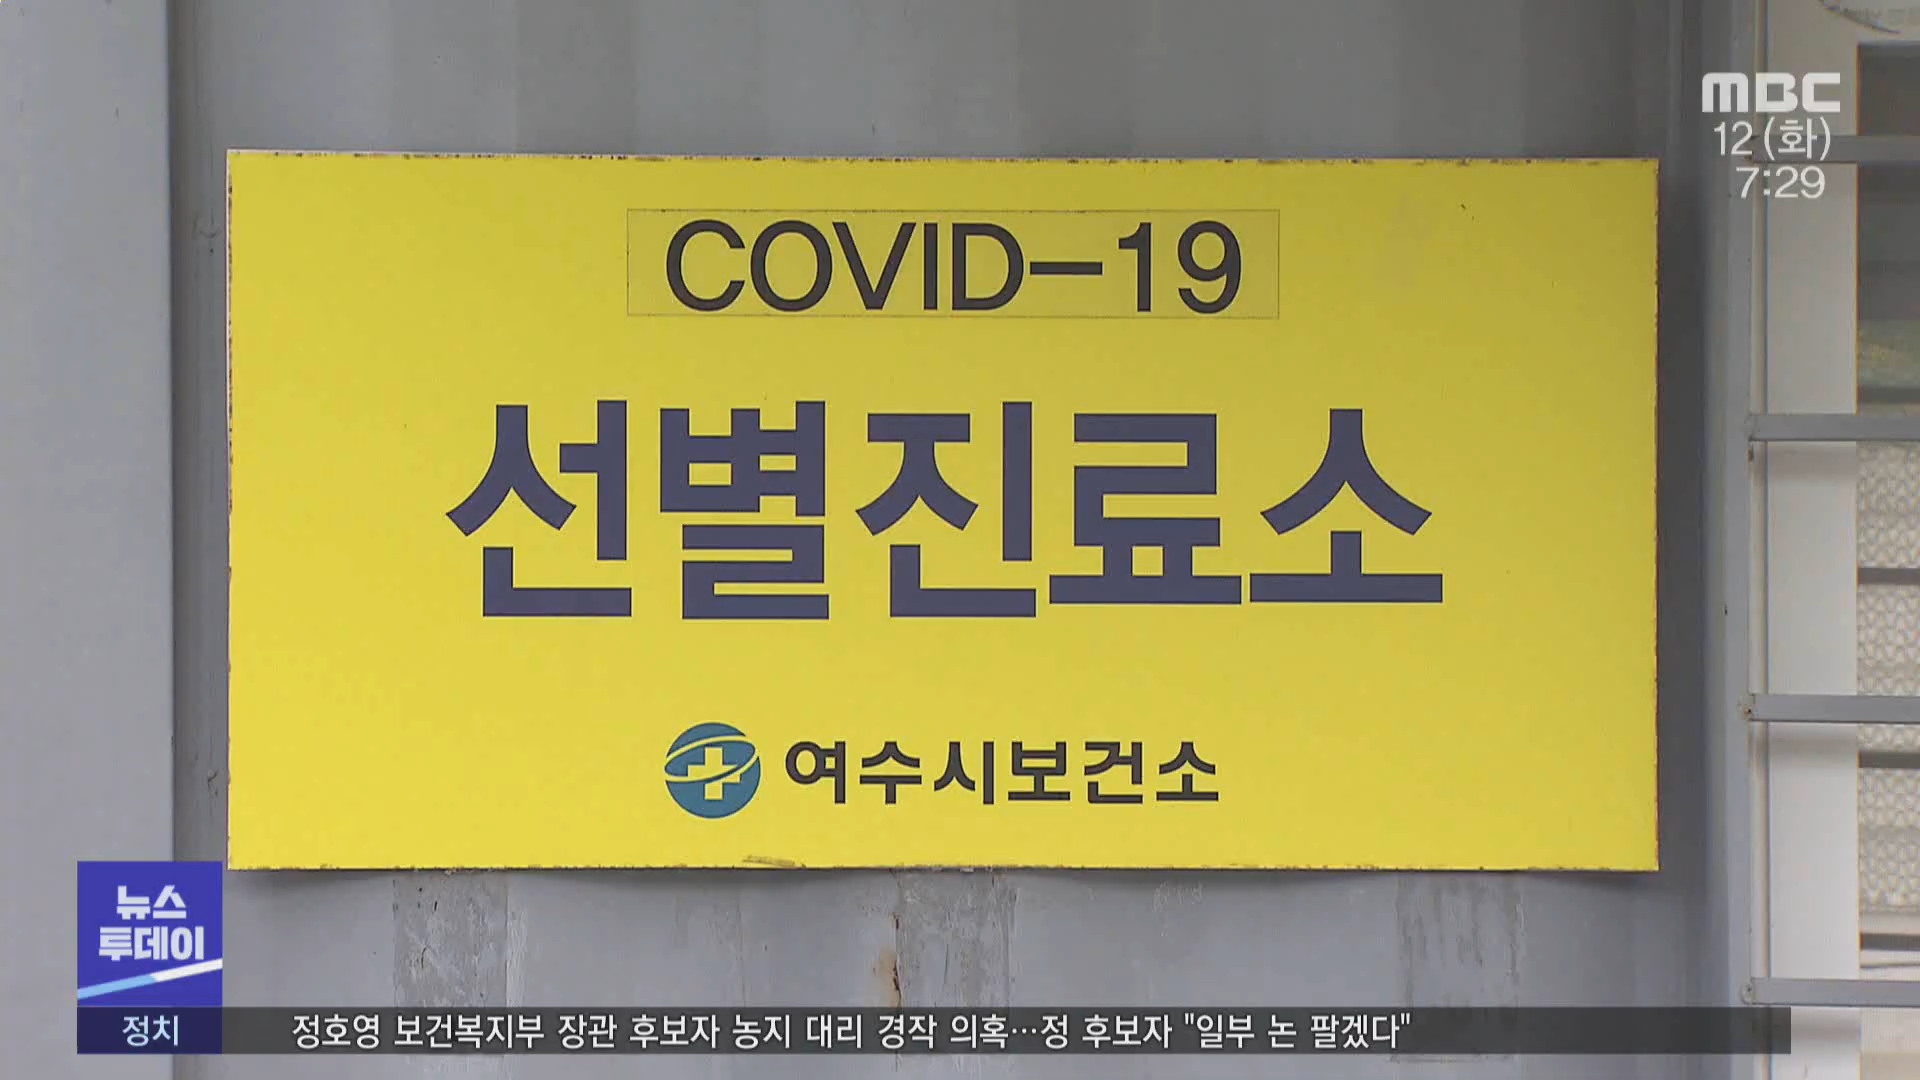 MBC
12(화)
7:29
COVID-19
선별진료소
여수시보건소
뉴스
투데이
정치
정호영 보건복지부 장관 후보자 농지 대리 경작 의혹…정 후보자 "일부 논 팔겠다"